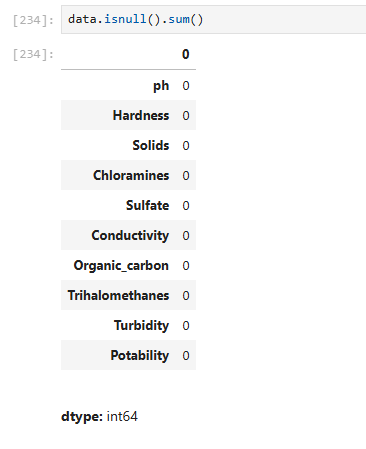 [234]: data.isnull().sum()
[234]: 0
ph 0
Hardness 0
Solids 0
Chloramines 0
Sulfate 0
Conductivity 0
Organic_carbon 0
Trihalomethanes 0
Turbidity 0
Potability 0
dtype: int64